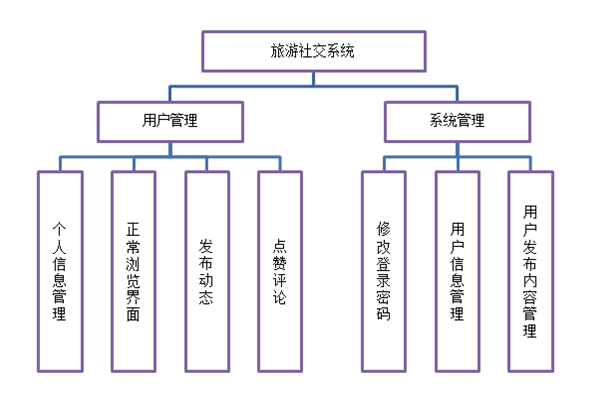 旅游社交系统
用户管理
系统管理
个人信息管理
正常浏览界面
发布动态
点赞评论
修改登录密码
用户信息管理
用户发布内容管理